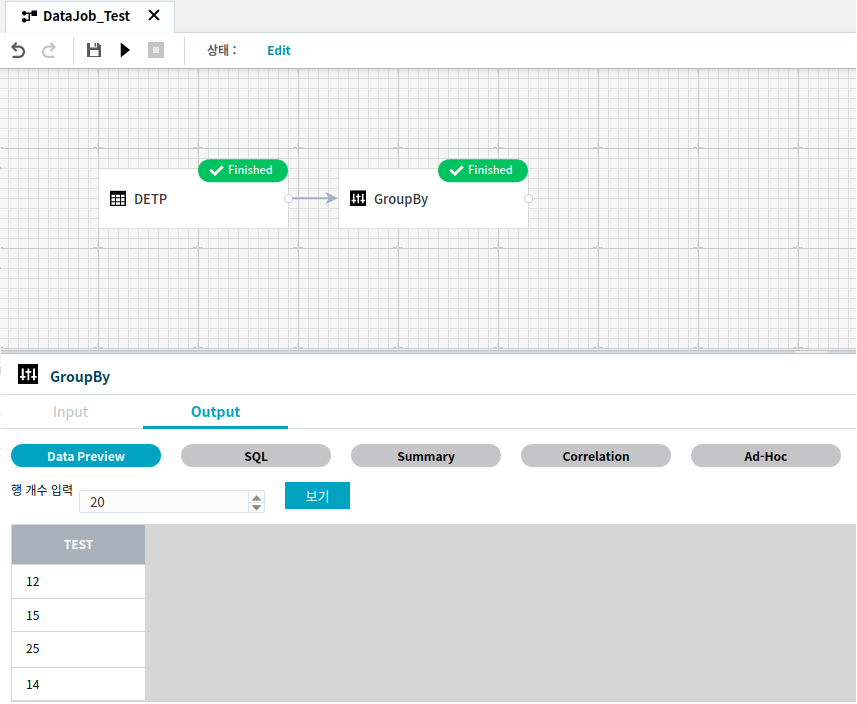 DataJob_Test
상태 : Edit
Finished
Finished
DETP
GroupBy
GroupBy
Input
Output
Data Preview
SQL
Summary
Correlation
Ad-Hoc
행 개수 입력
20
보기
TEST
12
15
25
14